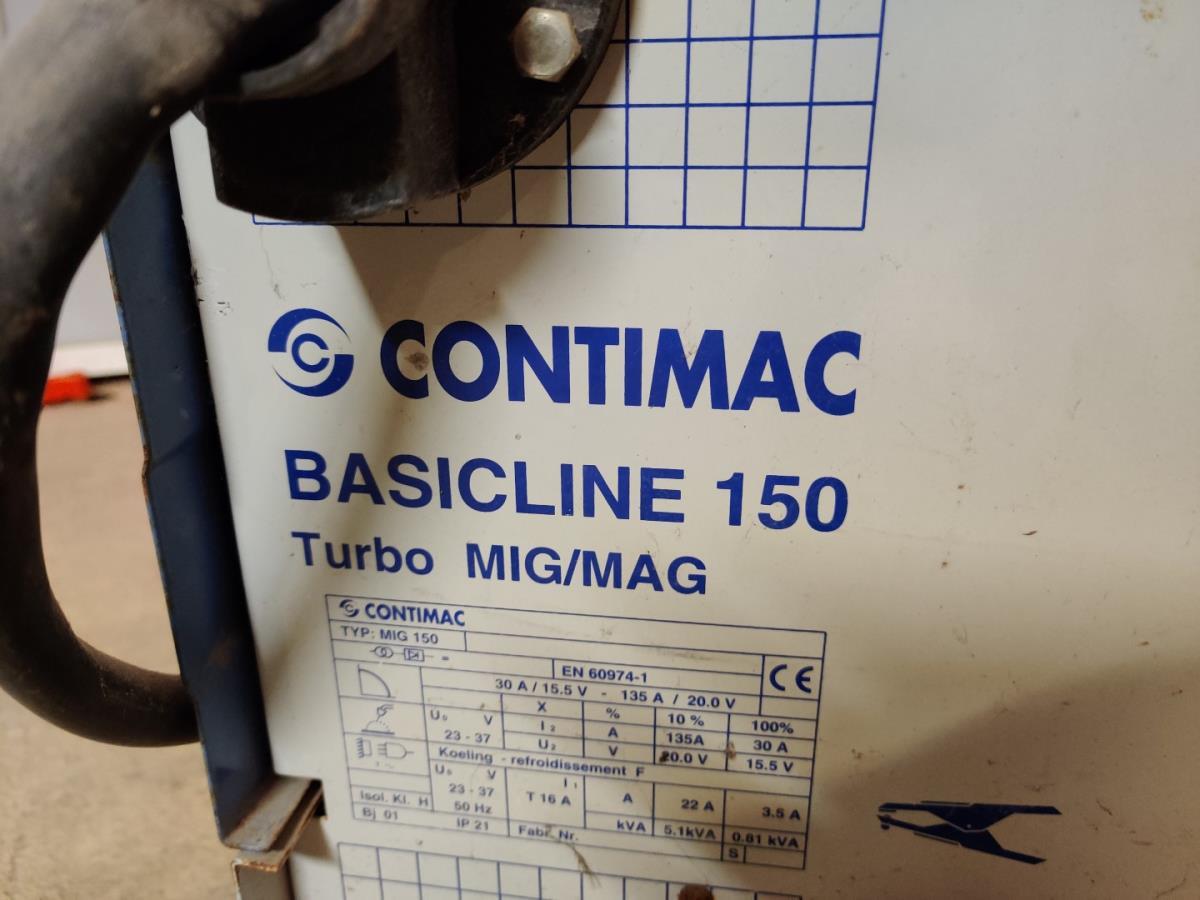 C CONTIMAC
BASICLINE 150
Turbo MIG/MAG
CONTIMAC
TYP: MIG 150
EN 60974-1
CE
30 A / 15.5 V - 135 A / 20.0 V
U₀ V X % 10 % 100%
23 - 37 I₂ A 135A 30 A
U₂ V 20.0 V 15.5 V
Koeling - refroidissement F
U₀ V I₁
23 - 37 T 16 A A 22 A 3.5 A
Isol. Kl. H 50 Hz kVA 5.1kVA 0.81 kVA
Bj 01 IP 21 Fabr. Nr. S